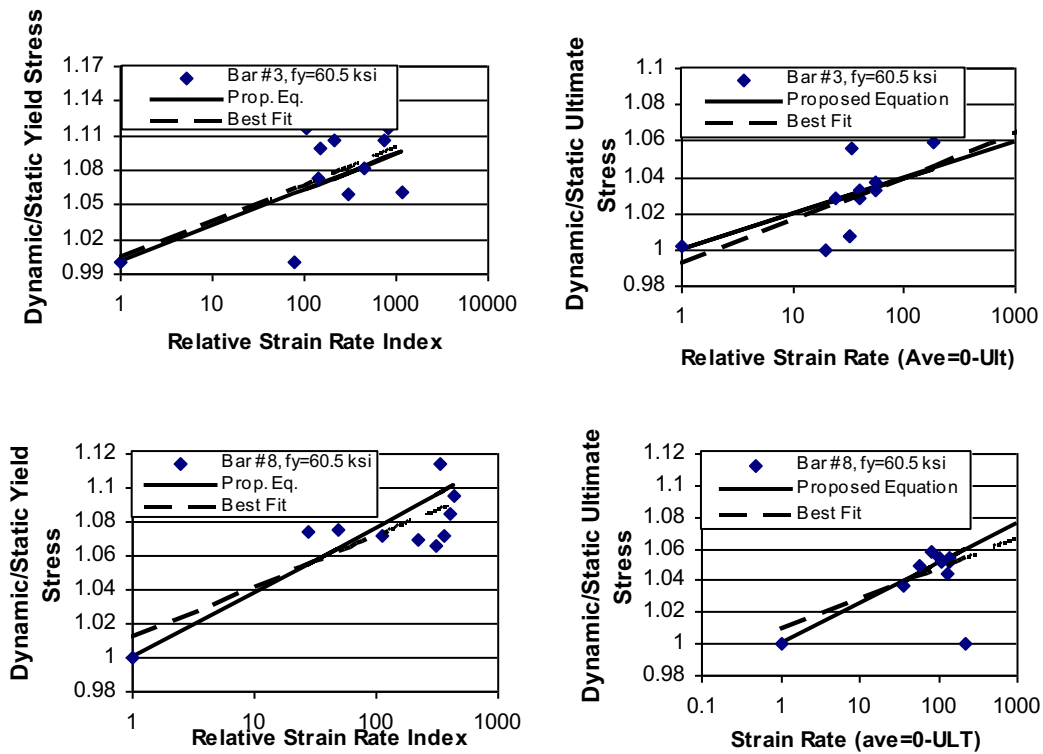 Dynamic/Static Yield Stress
1.17
1.14
1.11
1.08
1.05
1.02
0.99
Bar #3, fy=60.5 ksi
Prop. Eq.
Best Fit
1
10
100
1000
10000
Relative Strain Rate Index
Dynamic/Static Ultimate
Stress
1.1
1.08
1.06
1.04
1.02
1
0.98
Bar #3, fy=60.5 ksi
Proposed Equation
Best Fit
1
10
100
1000
Relative Strain Rate (Ave=0-Ult)
Dynamic/Static Yield
Stress
1.12
1.1
1.08
1.06
1.04
1.02
1
0.98
Bar #8, fy=60.5 ksi
Prop. Eq.
Best Fit
1
10
100
1000
Relative Strain Rate Index
Dynamic/Static Ultimate
Stress
1.12
1.1
1.08
1.06
1.04
1.02
1
0.98
Bar #8, fy=60.5 ksi
Proposed Equation
Best Fit
0.1
1
10
100
1000
Strain Rate (ave=0-ULT)